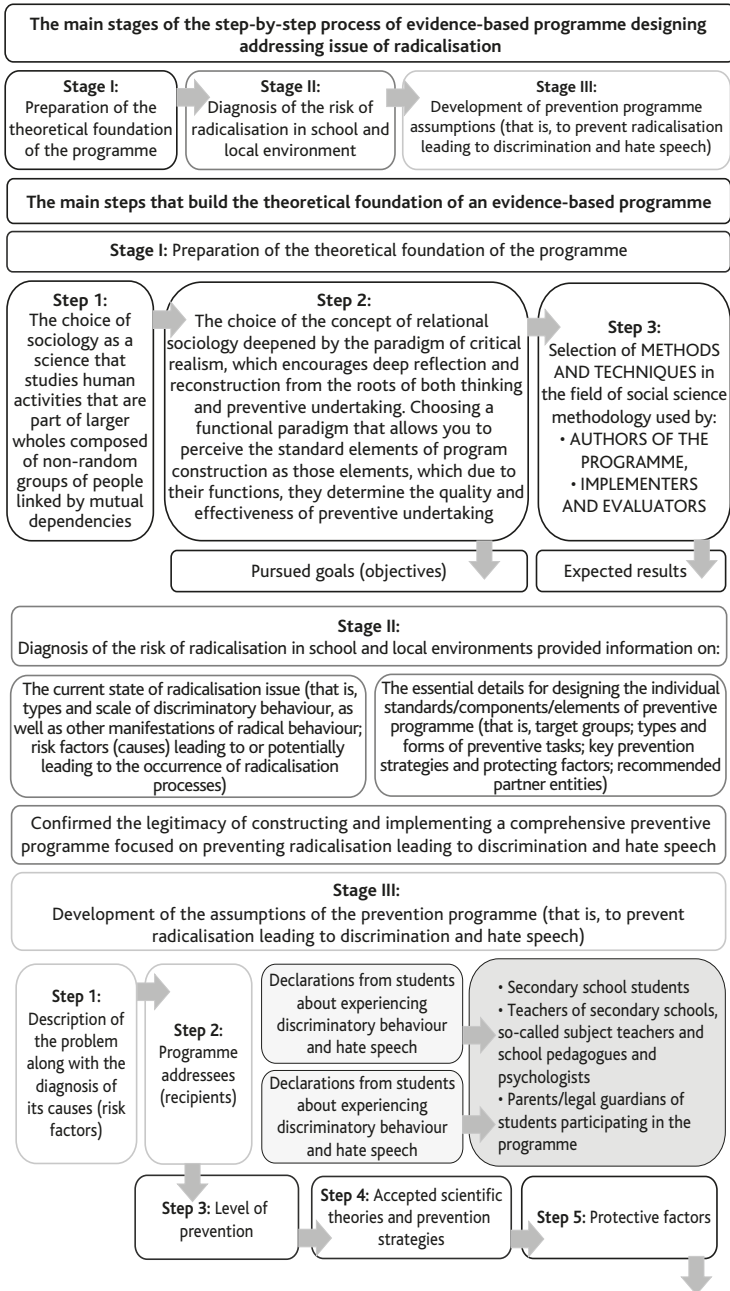 The main stages of the step-by-step process of evidence-based programme designing
addressing issue of radicalisation
Stage I:
Preparation of the
theoretical foundation
of the programme
Stage II:
Diagnosis of the risk of
radicalisation in school and
local environment
Stage III:
Development of prevention programme
assumptions (that is, to prevent radicalisation
leading to discrimination and hate speech)
The main steps that build the theoretical foundation of an evidence-based programme
Stage I: Preparation of the theoretical foundation of the programme
Step 1:
The choice of
sociology as a
science that
studies human
activities that are
part of larger
wholes composed
of non-random
groups of people
linked by mutual
dependencies
Step 2:
The choice of the concept of relational
sociology deepened by the paradigm of critical
realism, which encourages deep reflection and
reconstruction from the roots of both thinking
and preventive undertaking. Choosing a
functional paradigm that allows you to
perceive the standard elements of program
construction as those elements, which due to
their functions, they determine the quality and
effectiveness of preventive undertaking
Step 3:
Selection of METHODS
AND TECHNIQUES in
the field of social science
methodology used by:
• AUTHORS OF THE
PROGRAMME,
• IMPLEMENTERS
AND EVALUATORS
Pursued goals (objectives)
Expected results
Stage II:
Diagnosis of the risk of radicalisation in school and local environments provided information on:
The current state of radicalisation issue (that is,
types and scale of discriminatory behaviour, as
well as other manifestations of radical behaviour;
risk factors (causes) leading to or potentially
leading to the occurrence of radicalisation
processes)
The essential details for designing the individual
standards/components/elements of preventive
programme (that is, target groups; types and
forms of preventive tasks; key prevention
strategies and protecting factors; recommended
partner entities)
Confirmed the legitimacy of constructing and implementing a comprehensive preventive
programme focused on preventing radicalisation leading to discrimination and hate speech
Stage III:
Development of the assumptions of the prevention programme (that is, to prevent
radicalisation leading to discrimination and hate speech)
Step 1:
Description of
the problem
along with the
diagnosis of
its causes (risk
factors)
Step 2:
Programme
addressees
(recipients)
Declarations from students
about experiencing
discriminatory behaviour
and hate speech
Declarations from students
about experiencing
discriminatory behaviour
and hate speech
• Secondary school students
• Teachers of secondary schools,
so-called subject teachers and
school pedagogues and
psychologists
• Parents/legal guardians of
students participating in the
programme
Step 3: Level of
prevention
Step 4: Accepted scientific
theories and prevention
strategies
Step 5: Protective factors